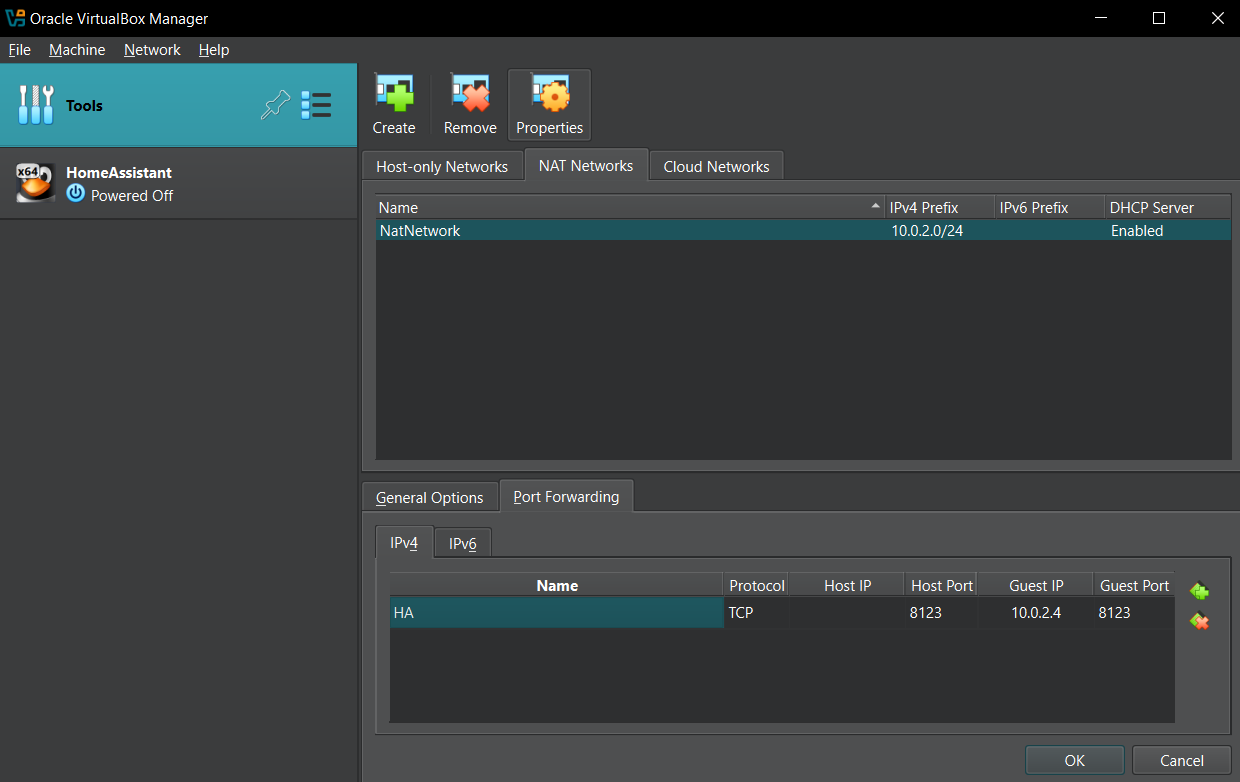 Oracle VirtualBox Manager
File Machine Network Help
Tools
x64
HomeAssistant
Powered Off
Create Remove Properties
Host-only Networks NAT Networks Cloud Networks
Name IPv4 Prefix IPv6 Prefix DHCP Server
NatNetwork 10.0.2.0/24 Enabled
General Options Port Forwarding
IPv4 IPv6
Name Protocol Host IP Host Port Guest IP Guest Port
HA TCP 8123 10.0.2.4 8123
OK Cancel